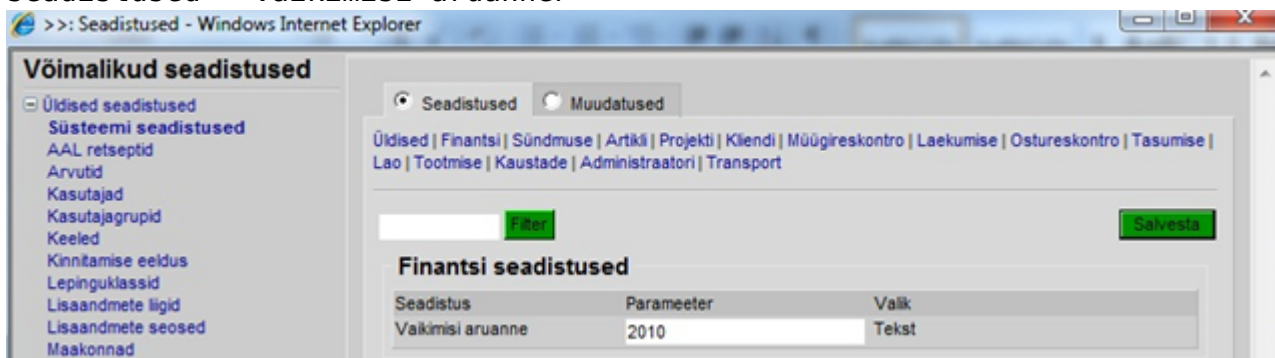 >>: Seadistused - Windows Internet Explorer
Võimalikud seadistused
Üldised seadistused
Süsteemi seadistused
AAL retseptid
Arvutid
Kasutajad
Kasutajagrupid
Keeled
Kinnitamise eeldus
Lepinguklassid
Lisaandmete liigid
Lisaandmete seosed
Maakonnad
Seadistused Muudatused
Üldised | Finantsi | Sündmuse | Artikli | Projekti | Kliendi | Müügireskontro | Laekumise | Ostureskontro | Tasumise |
Lao | Tootmise | Kaustade | Administraatori | Transport
Filter Salvesta
Finantsi seadistused
Seadistus Parameeter Valik
Vaikimisi aruanne 2010 Tekst